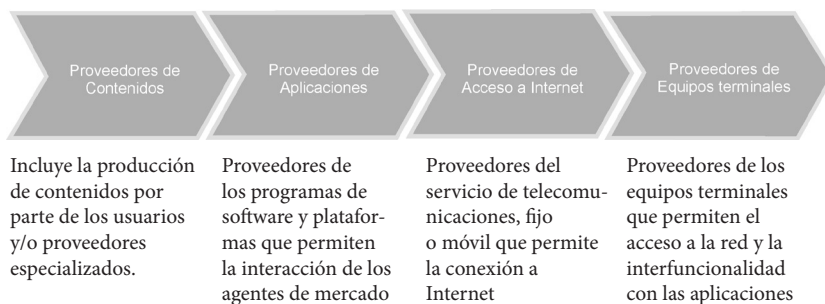 Proveedores de
Contenidos
Proveedores de
Aplicaciones
Proveedores de
Acceso a Internet
Proveedores de
Equipos terminales
Incluye la producción
de contenidos por
parte de los usuarios
y/o proveedores
especializados.
Proveedores de
los programas de
software y platafor-
mas que permiten
la interacción de los
agentes de mercado
Proveedores del
servicio de telecomu-
nicaciones, fijo
o móvil que permite
la conexión a
Internet
Proveedores de los
equipos terminales
que permiten el
acceso a la red y la
interfuncionalidad
con las aplicaciones